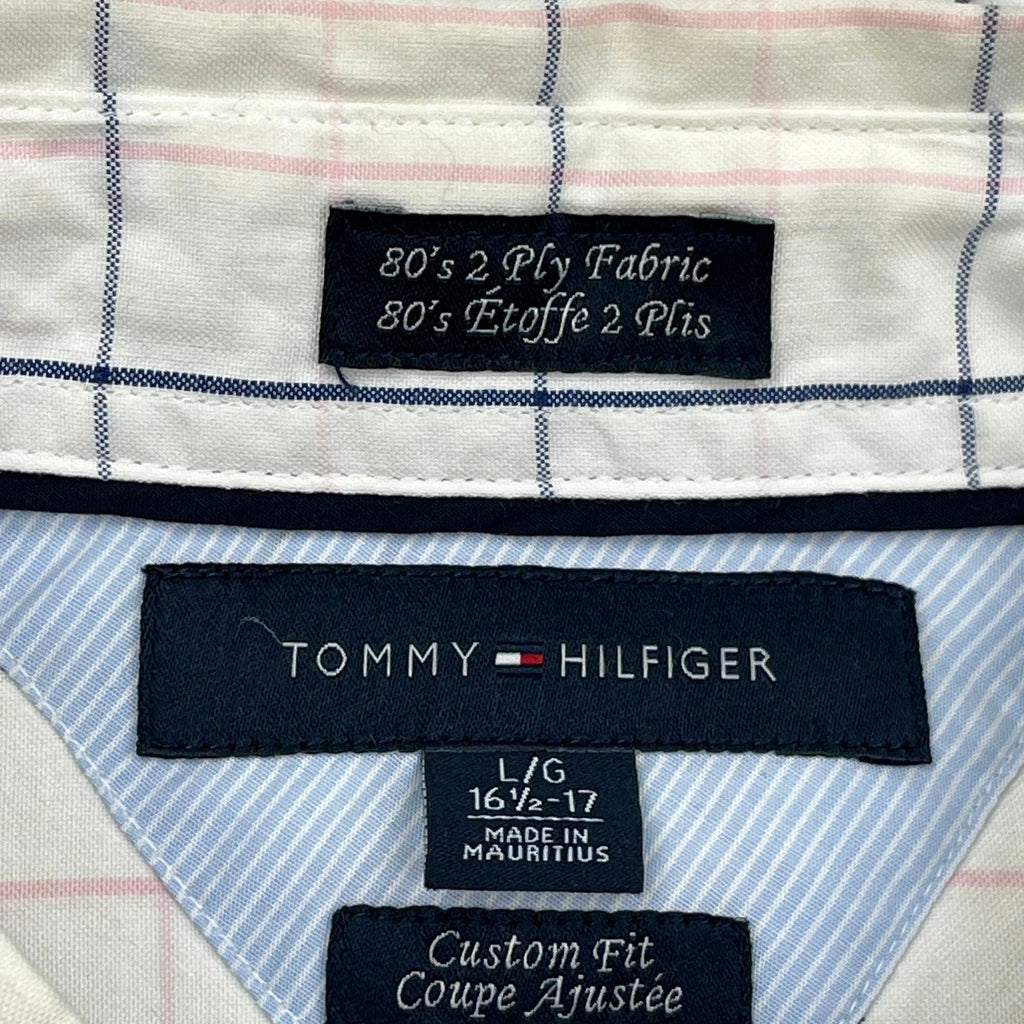 80's 2 Ply Fabric
80's Étoffe 2 Plis
TOMMY HILFIGER
L/G
16½-17
MADE IN
MAURITIUS
Custom Fit
Coupe Ajustée